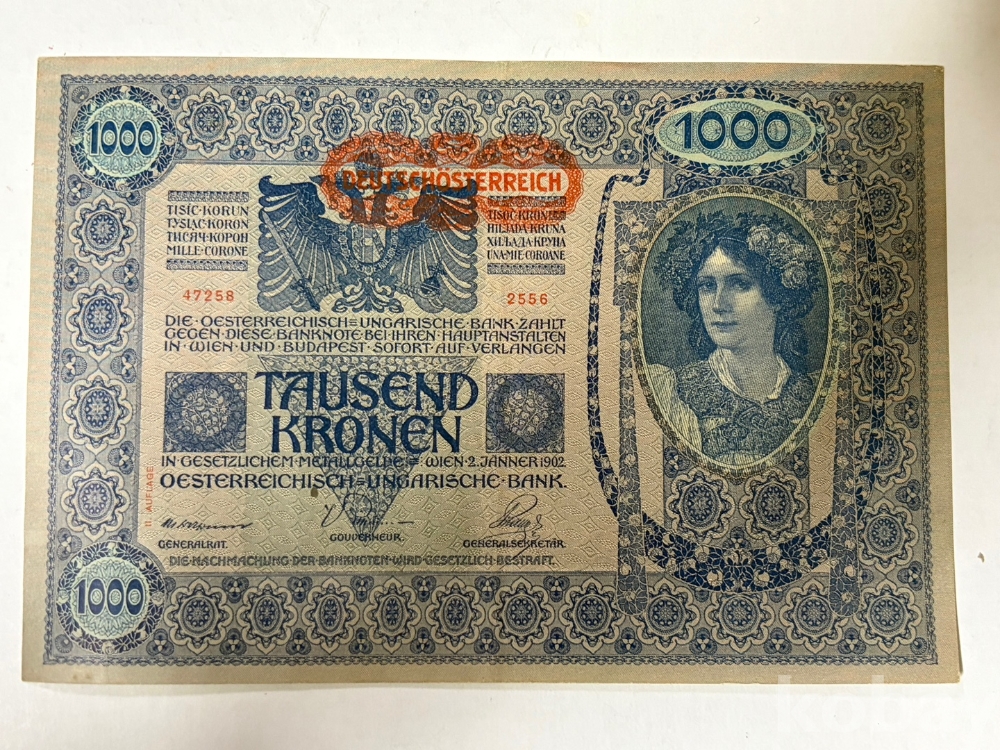 1000
1000
DEUTSCHÖSTERREICH
TISIC·KORUN
TYSIĄC·KORON
ТИСЯЧ·КОРОН
MILLE·CORONE
TISOČ·KRON
HILJADA·KRUNA
ХИЉАДА·КРУНА
UNA·MIE·COROANE
47258
2556
DIE·OESTERREICHISCH=UNGARISCHE·BANK·ZAHLT
GEGEN·DIESE·BANKNOTE·BEI·IHREN·HAUPTANSTALTEN
IN·WIEN·UND·BUDAPEST·SOFORT·AUF·VERLANGEN
TAUSEND
KRONEN
IN·GESETZLICHEM·METALLGELDE·=·WIEN·2·JÄNNER·1902
OESTERREICHISCH=UNGARISCHE·BANK.
II. AUFLAGE
GENERALRAT.
GOUVERNEUR.
GENERALSEKRETÄR.
DIE·NACHMACHUNG·DER·BANKNOTEN·WIRD·GESETZLICH·BESTRAFT.
1000